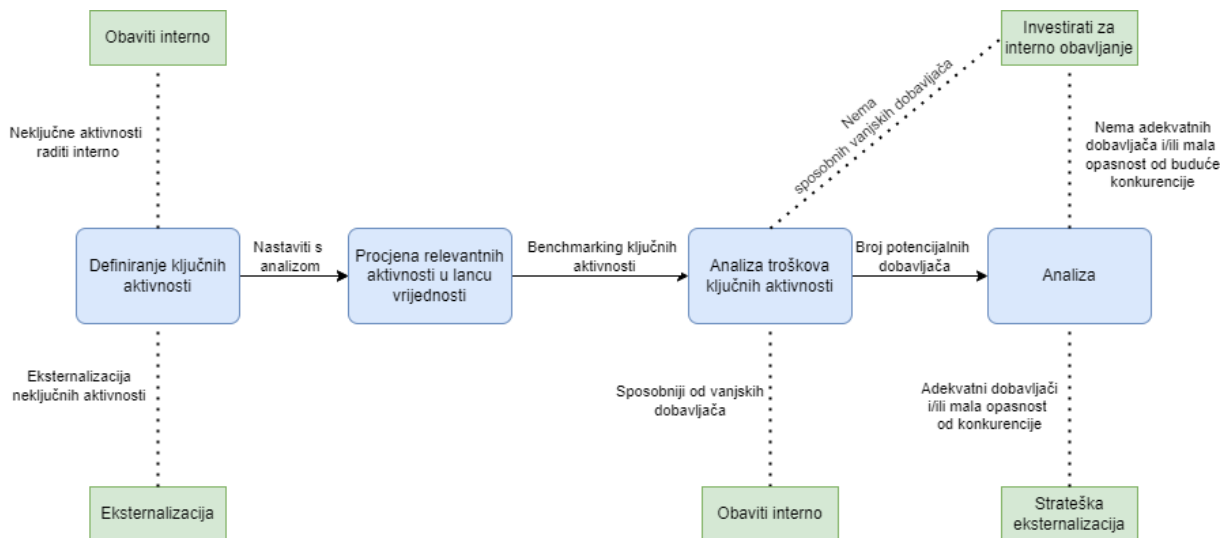 Obaviti interno
Investirati za
interno obavljanje
Nema
sposobnih vanjskih dobavljača
Neključne aktivnosti
raditi interno
Nema adekvatnih
dobavljača i/ili mala
opasnost od buduće
konkurencije
Definiranje ključnih
aktivnosti
Nastaviti s
analizom
Procjena relevantnih
aktivnosti u lancu
vrijednosti
Benchmarking ključnih
aktivnosti
Analiza troškova
ključnih aktivnosti
Broj potencijalnih
dobavljača
Analiza
Eksternalizacija
neključnih aktivnosti
Sposobniji od vanjskih
dobavljača
Adekvatni dobavljači
i/ili mala opasnost
od konkurencije
Eksternalizacija
Obaviti interno
Strateška
eksternalizacija